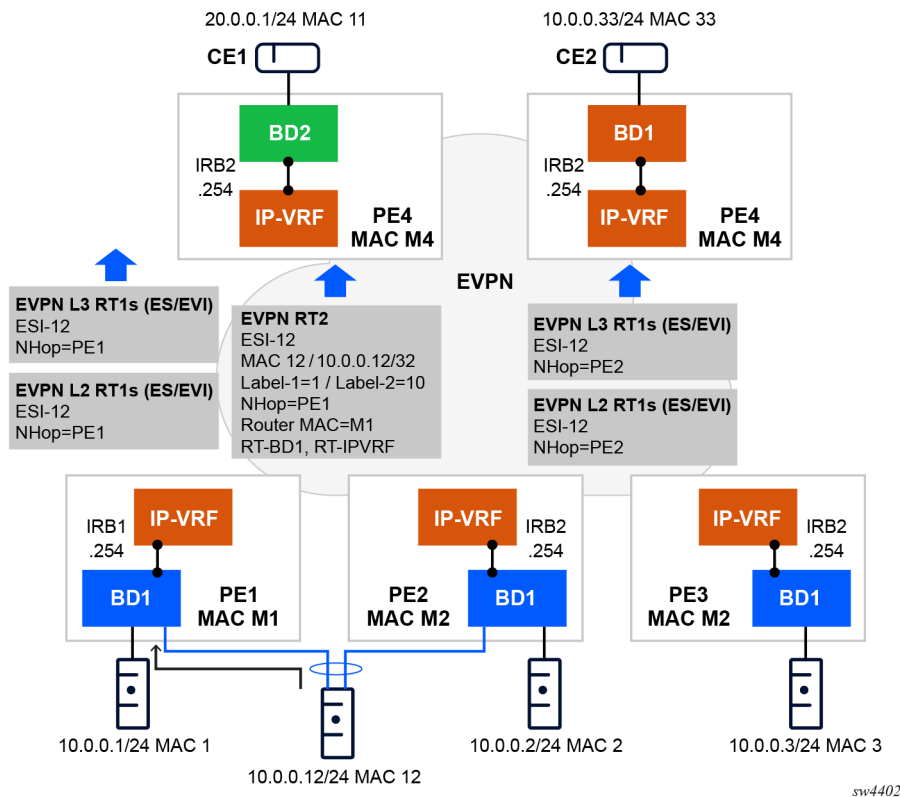 20.0.0.1/24 MAC 11
10.0.0.33/24 MAC 33
CE1
CE2
BD2
IRB2
.254
IP-VRF
PE4
MAC M4
BD1
IRB2
.254
IP-VRF
PE4
MAC M4
EVPN
EVPN L3 RT1s (ES/EVI)
ESI-12
NHop=PE1
EVPN L2 RT1s (ES/EVI)
ESI-12
NHop=PE1
EVPN RT2
ESI-12
MAC 12 / 10.0.0.12/32
Label-1=1 / Label-2=10
NHop=PE1
Router MAC=M1
RT-BD1, RT-IPVRF
EVPN L3 RT1s (ES/EVI)
ESI-12
NHop=PE2
EVPN L2 RT1s (ES/EVI)
ESI-12
NHop=PE2
IP-VRF
IRB1
.254
BD1
PE1
MAC M1
IP-VRF
IRB2
.254
PE2
MAC M2
BD1
IP-VRF
IRB2
.254
PE3
MAC M2
BD1
10.0.0.1/24 MAC 1
10.0.0.12/24 MAC 12
10.0.0.2/24 MAC 2
10.0.0.3/24 MAC 3
sw4402